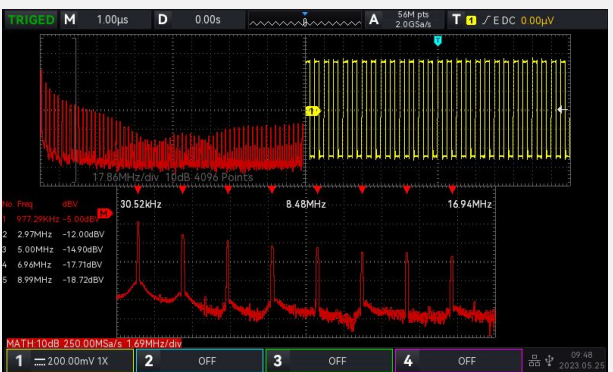 TRIGED M 1.00μs D 0.00s A 56M pts 2.0GSa/s T 1 E DC 0.00μV
1
T
17.86MHz/div 10dB 4096 Points
No Freq dBV
1 977.29KHz -5.00dBV
M
2 2.97MHz -12.00dBV
3 5.00MHz -14.90dBV
4 6.96MHz -17.71dBV
5 8.99MHz -18.72dBV
30.52kHz 8.48MHz 16.94MHz
MATH:10dB 250.00MSa/s 1.69MHz/div
1 200.00mV 1X 2 OFF 3 OFF 4 OFF 09:48
2023.05.25